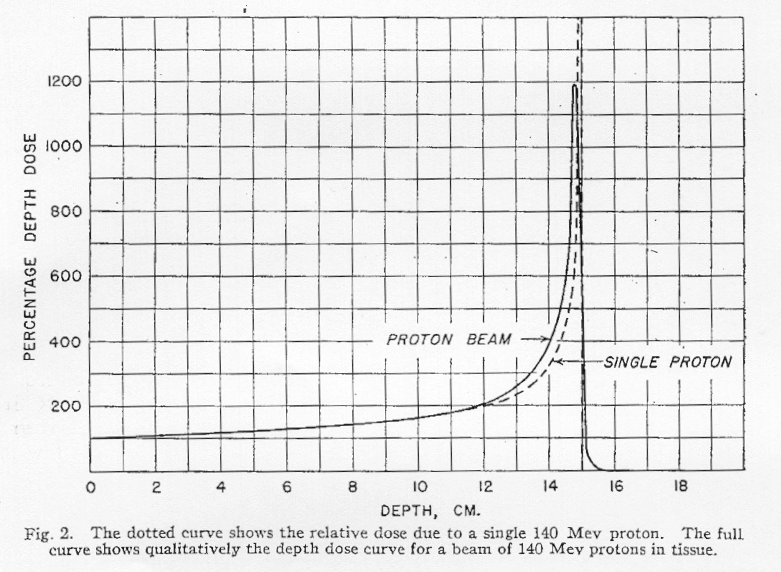 1200
1000
800
600
400
200
PERCENTAGE DEPTH DOSE
PROTON BEAM
SINGLE PROTON
0 2 4 6 8 10 12 14 16 18
DEPTH, CM.
Fig. 2. The dotted curve shows the relative dose due to a single 140 Mev proton. The full
curve shows qualitatively the depth dose curve for a beam of 140 Mev protons in tissue.